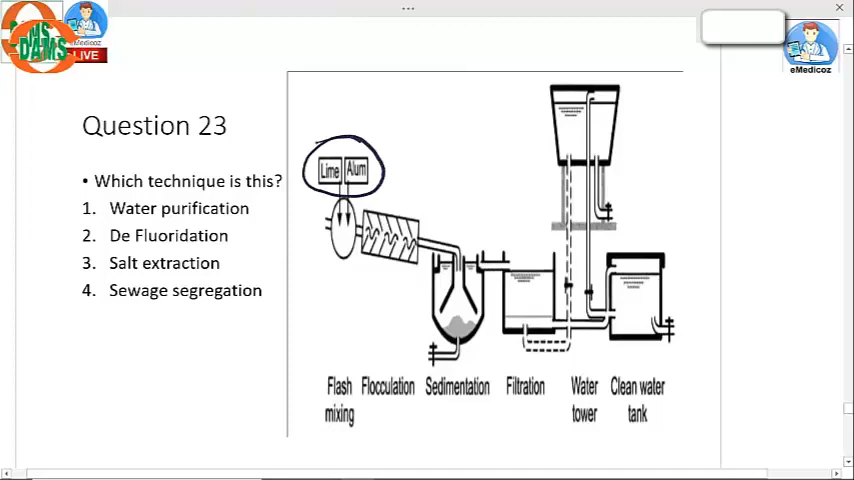 MS
DAMS
LIVE
eMedicoz
eMedicoz
Question 23
• Which technique is this?
1. Water purification
2. De Fluoridation
3. Salt extraction
4. Sewage segregation
Lime Alum
Flash mixing
Flocculation
Sedimentation
Filtration
Water tower
Clean water tank